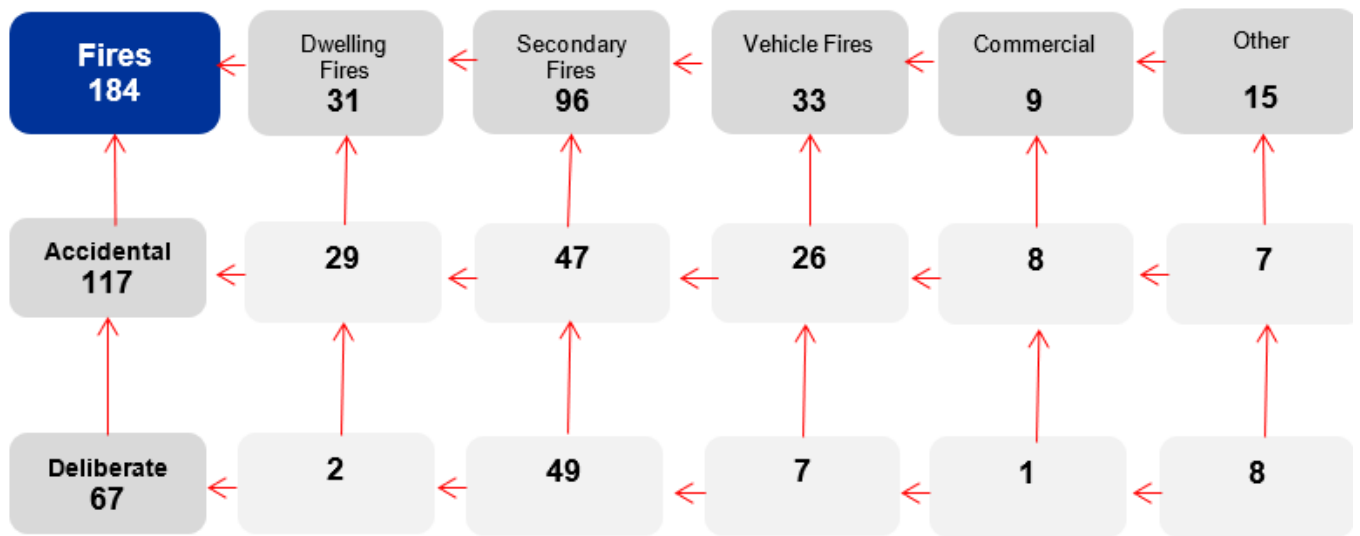 Fires
184
Dwelling
Fires
31
Secondary
Fires
96
Vehicle Fires
33
Commercial
9
Other
15
Accidental
117
29
47
26
8
7
Deliberate
67
2
49
7
1
8